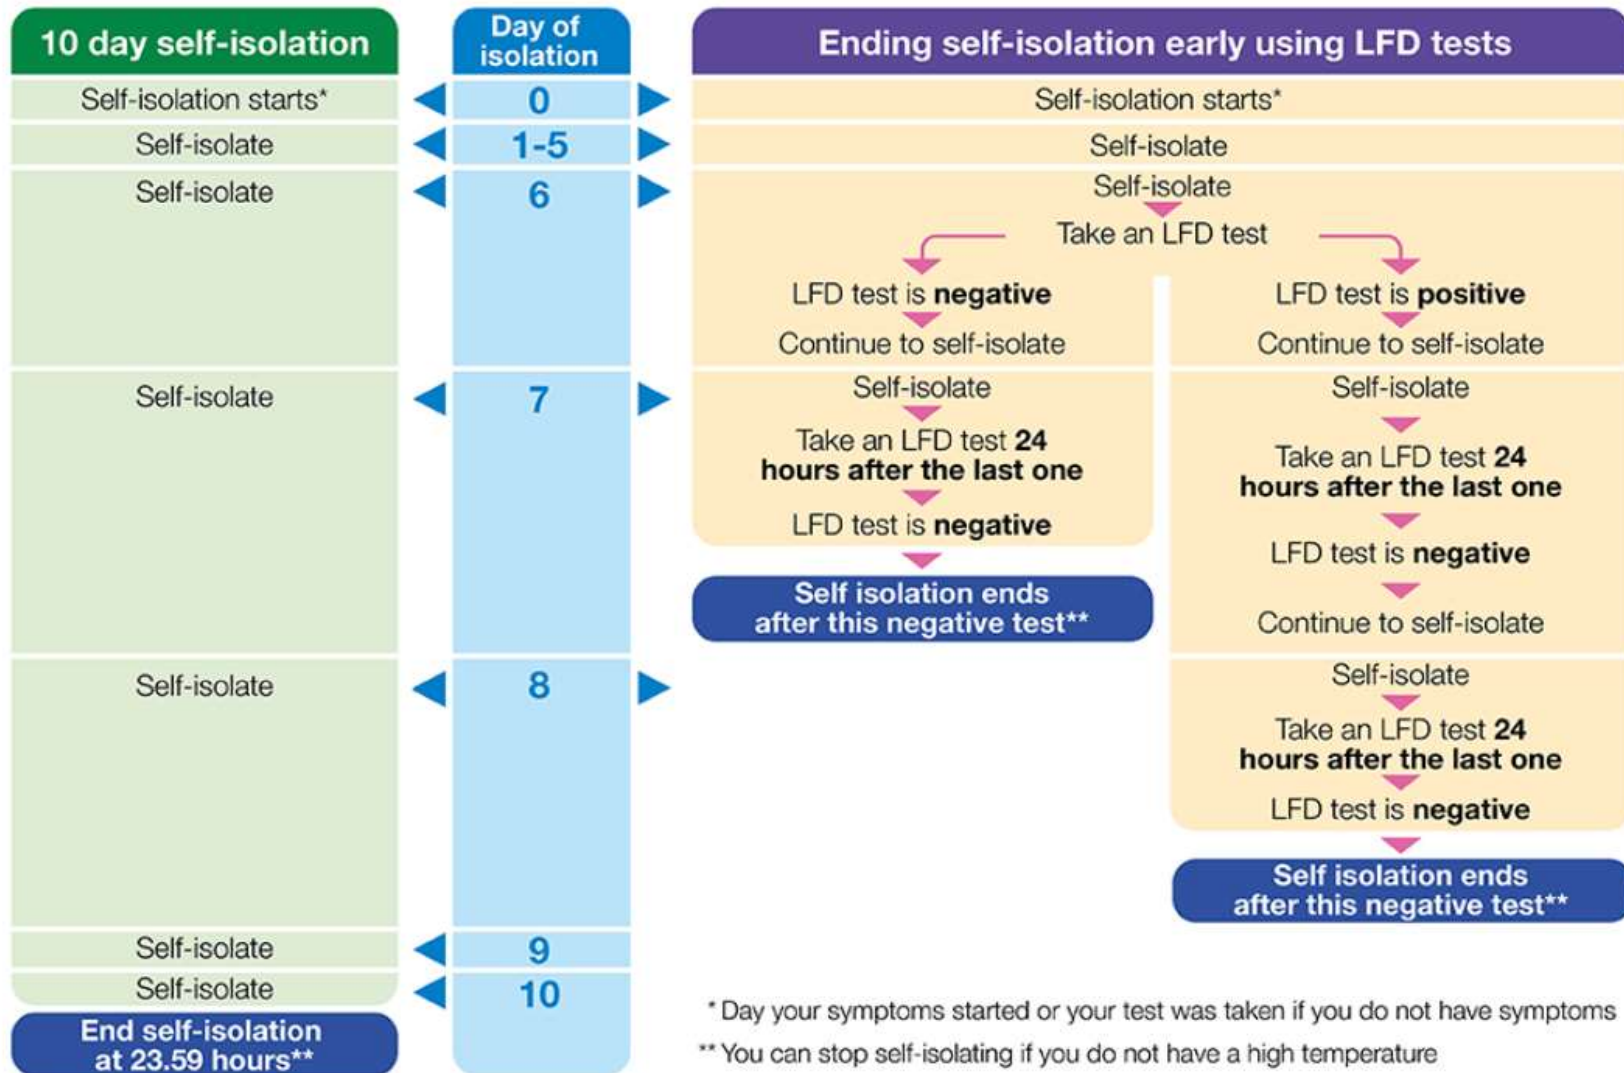 10 day self-isolation
Day of
isolation
Ending self-isolation early using LFD tests
Self-isolation starts*
0
Self-isolation starts*
Self-isolate
1-5
Self-isolate
Self-isolate
6
Self-isolate
Take an LFD test
LFD test is negative
LFD test is positive
Continue to self-isolate
Continue to self-isolate
Self-isolate
7
Self-isolate
Take an LFD test 24
hours after the last one
LFD test is negative
Self isolation ends
after this negative test**
Self-isolate
Take an LFD test 24
hours after the last one
LFD test is negative
Continue to self-isolate
Self-isolate
8
Self-isolate
Take an LFD test 24
hours after the last one
LFD test is negative
Self isolation ends
after this negative test**
Self-isolate
9
Self-isolate
10
End self-isolation
at 23.59 hours**
* Day your symptoms started or your test was taken if you do not have symptoms
** You can stop self-isolating if you do not have a high temperature